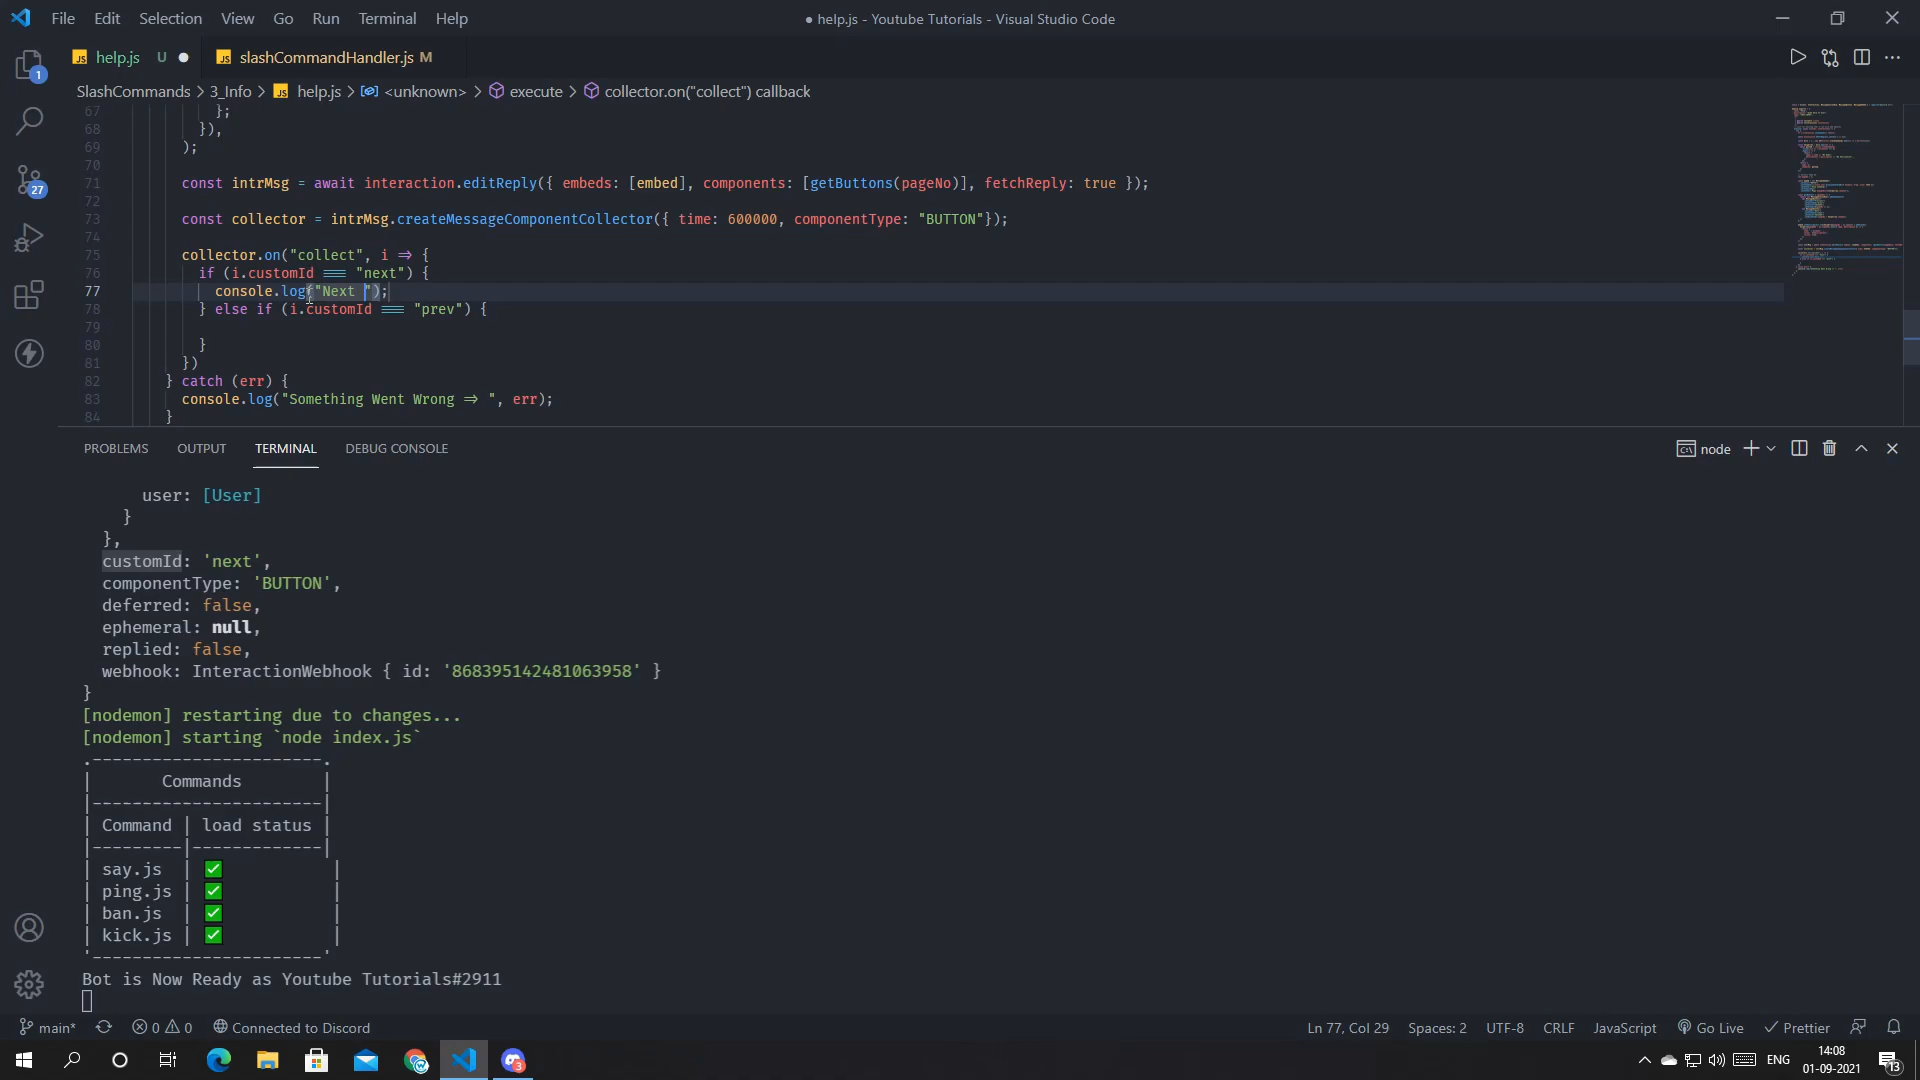 File Edit Selection View Go Run Terminal Help
● help.js - Youtube Tutorials - Visual Studio Code
JS help.js U ●
JS slashCommandHandler.js M
SlashCommands > 3_Info > JS help.js > <unknown> > execute > collector.on("collect") callback
67 };
68 }),
69 );
70
71 const intrMsg = await interaction.editReply({ embeds: [embed], components: [getButtons(pageNo)], fetchReply: true });
72
73 const collector = intrMsg.createMessageComponentCollector({ time: 600000, componentType: "BUTTON"});
74
75 collector.on("collect", i => {
76 if (i.customId === "next") {
77 console.log("Next ");
78 } else if (i.customId === "prev") {
79
80 }
81 })
82 } catch (err) {
83 console.log("Something Went Wrong => ", err);
84 }
1
27
PROBLEMS OUTPUT TERMINAL DEBUG CONSOLE
node
user: [User]
}
},
customId: 'next',
componentType: 'BUTTON',
deferred: false,
ephemeral: null,
replied: false,
webhook: InteractionWebhook { id: '868395142481063958' }
}
[nodemon] restarting due to changes...
[nodemon] starting `node index.js`
.-----------------------.
| Commands |
|-----------------------|
| Command | load status |
|---------|-------------|
| say.js | ✅ |
| ping.js | ✅ |
| ban.js | ✅ |
| kick.js | ✅ |
'-----------------------'
Bot is Now Ready as Youtube Tutorials#2911
main* 0 0 Connected to Discord
Ln 77, Col 29 Spaces: 2 UTF-8 CRLF JavaScript Go Live Prettier
3
ENG
14:08
01-09-2021
13